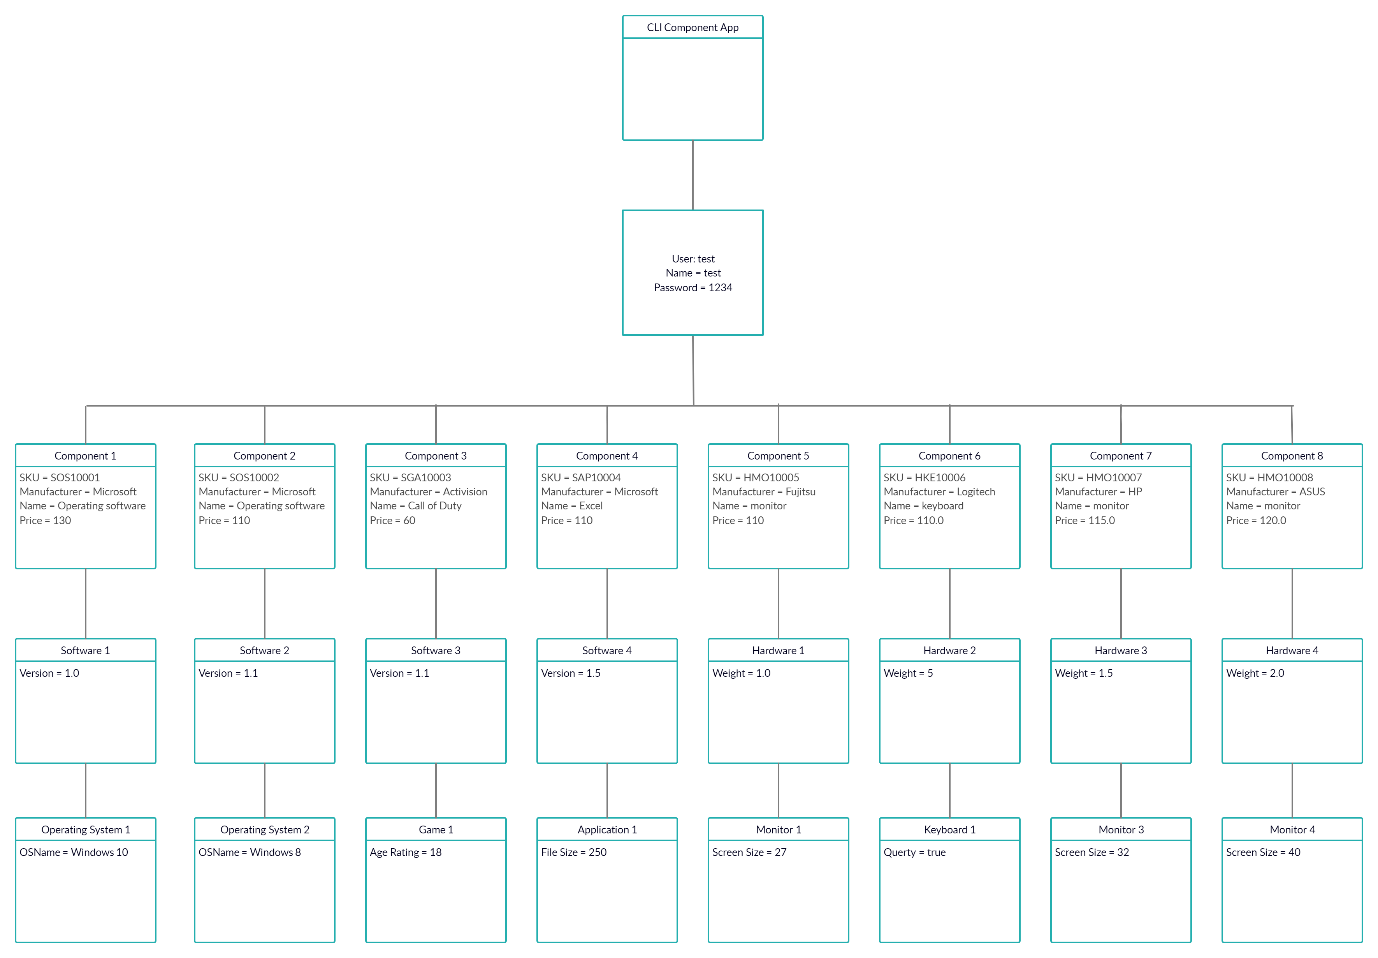 CLI Component App
User: test
Name = test
Password = 1234
Component 1
SKU = SOS10001
Manufacturer = Microsoft
Name = Operating software
Price = 130
Component 2
SKU = SOS10002
Manufacturer = Microsoft
Name = Operating software
Price = 110
Component 3
SKU = SGA10003
Manufacturer = Activision
Name = Call of Duty
Price = 60
Component 4
SKU = SAP10004
Manufacturer = Microsoft
Name = Excel
Price = 110
Component 5
SKU = HMO10005
Manufacturer = Fujitsu
Name = monitor
Price = 110
Component 6
SKU = HKE10006
Manufacturer = Logitech
Name = keyboard
Price = 110.0
Component 7
SKU = HMO10007
Manufacturer = HP
Name = monitor
Price = 115.0
Component 8
SKU = HMO10008
Manufacturer = ASUS
Name = monitor
Price = 120.0
Software 1
Version = 1.0
Software 2
Version = 1.1
Software 3
Version = 1.1
Software 4
Version = 1.5
Hardware 1
Weight = 1.0
Hardware 2
Weight = 5
Hardware 3
Weight = 1.5
Hardware 4
Weight = 2.0
Operating System 1
OSName = Windows 10
Operating System 2
OSName = Windows 8
Game 1
Age Rating = 18
Application 1
File Size = 250
Monitor 1
Screen Size = 27
Keyboard 1
Querty = true
Monitor 3
Screen Size = 32
Monitor 4
Screen Size = 40